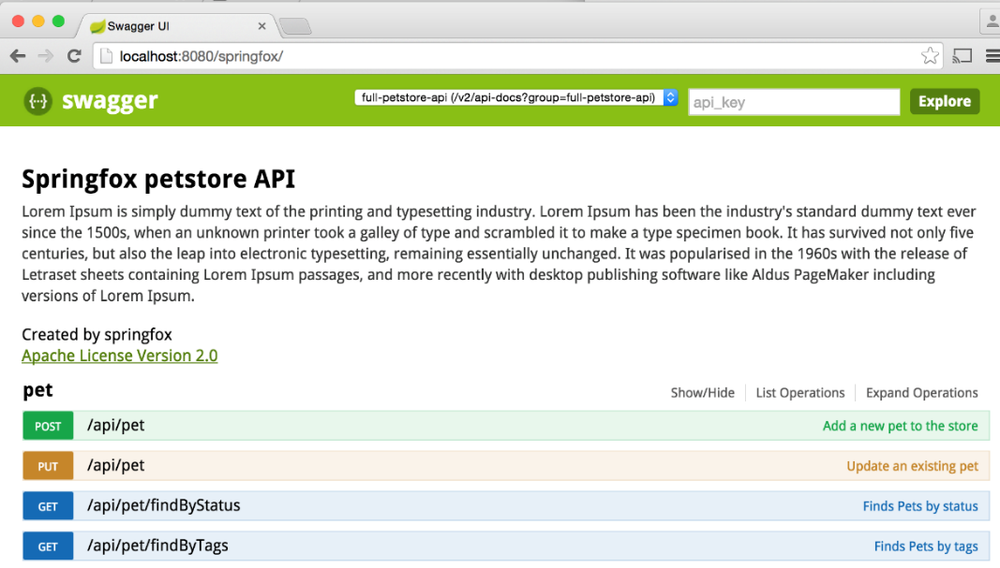 Swagger UI
localhost:8080/springfox/
swagger
full-petstore-api (/v2/api-docs?group=full-petstore-api)
api_key
Explore
Springfox petstore API
Lorem Ipsum is simply dummy text of the printing and typesetting industry. Lorem Ipsum has been the industry's standard dummy text ever
since the 1500s, when an unknown printer took a galley of type and scrambled it to make a type specimen book. It has survived not only five
centuries, but also the leap into electronic typesetting, remaining essentially unchanged. It was popularised in the 1960s with the release of
Letraset sheets containing Lorem Ipsum passages, and more recently with desktop publishing software like Aldus PageMaker including
versions of Lorem Ipsum.
Created by springfox
Apache License Version 2.0
pet
Show/Hide
List Operations
Expand Operations
POST
/api/pet
Add a new pet to the store
PUT
/api/pet
Update an existing pet
GET
/api/pet/findByStatus
Finds Pets by status
GET
/api/pet/findByTags
Finds Pets by tags